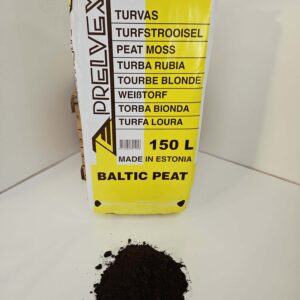 PRELVEX
TURVAS
TURFSTROOISEL
PEAT MOSS
TURBA RUBIA
TOURBE BLONDE
WEIßTORF
TORBA BIONDA
TURFA LOURA
150 L
MADE IN ESTONIA
BALTIC PEAT